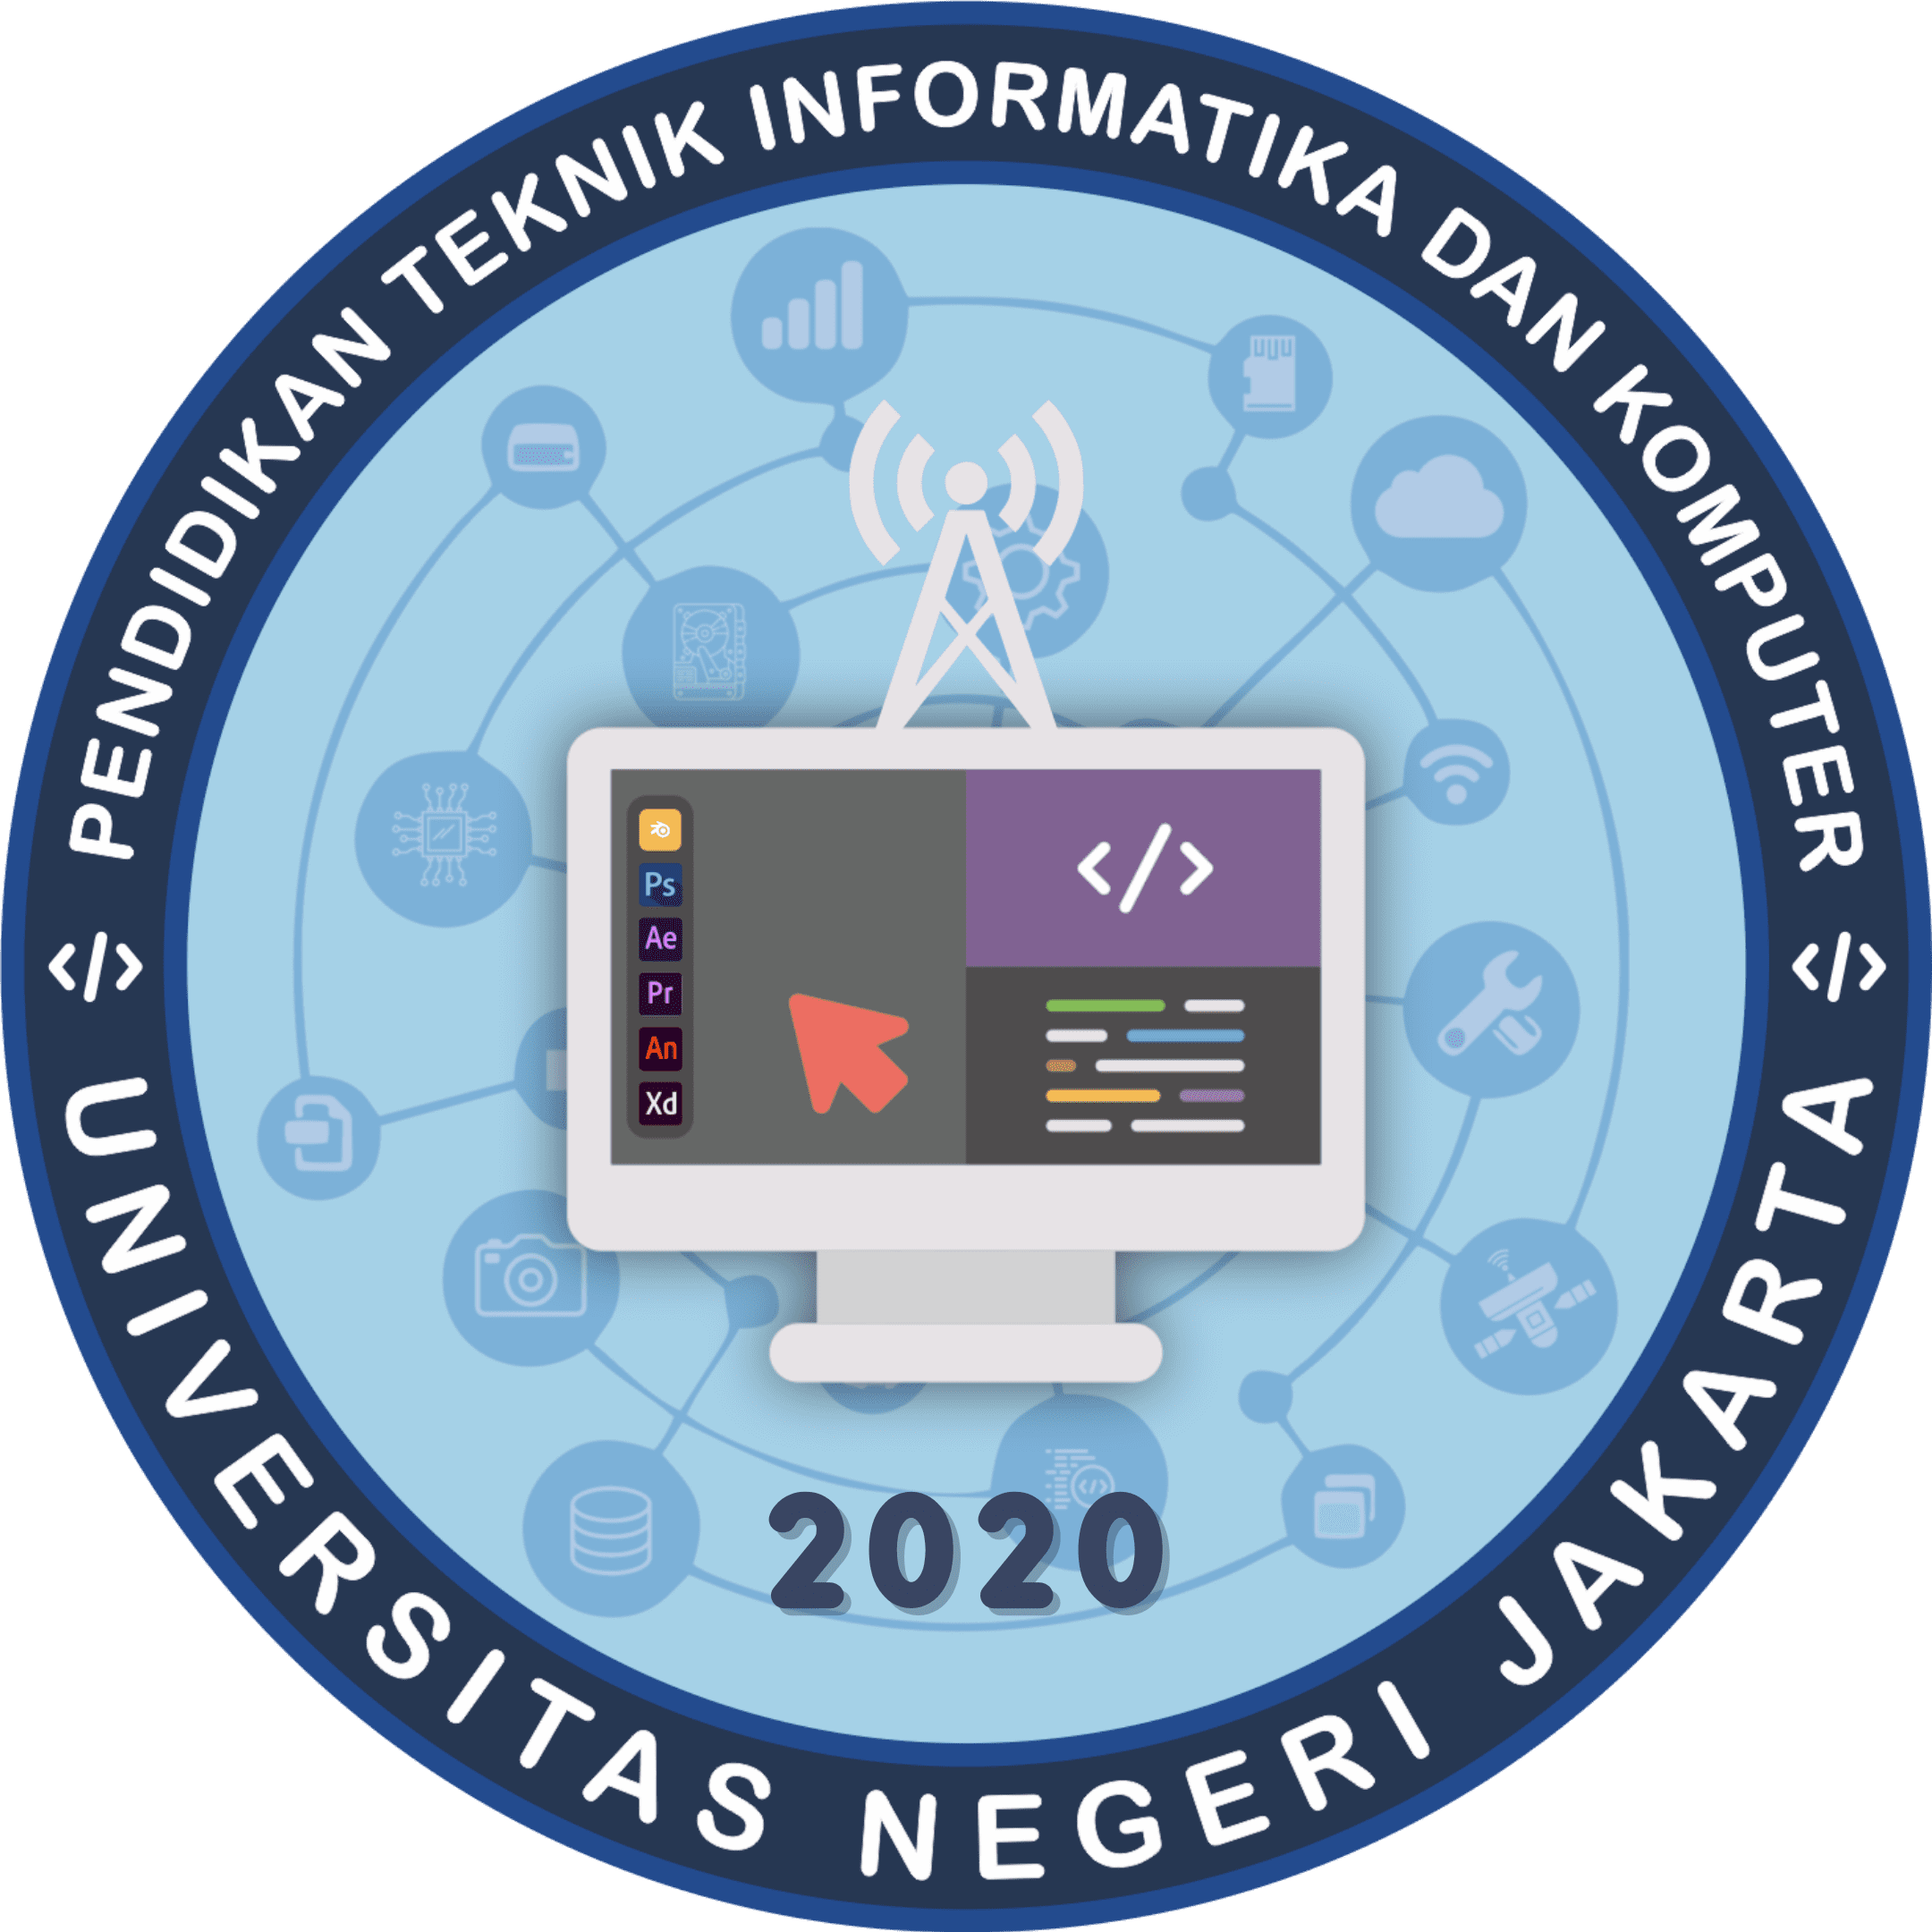 PENDIDIKAN TEKNIK INFORMATIKA DAN KOMPUTER
</>
</>
</>
Ps
Ae
Pr
An
Xd
2020
UNIVERSITAS NEGERI JAKARTA